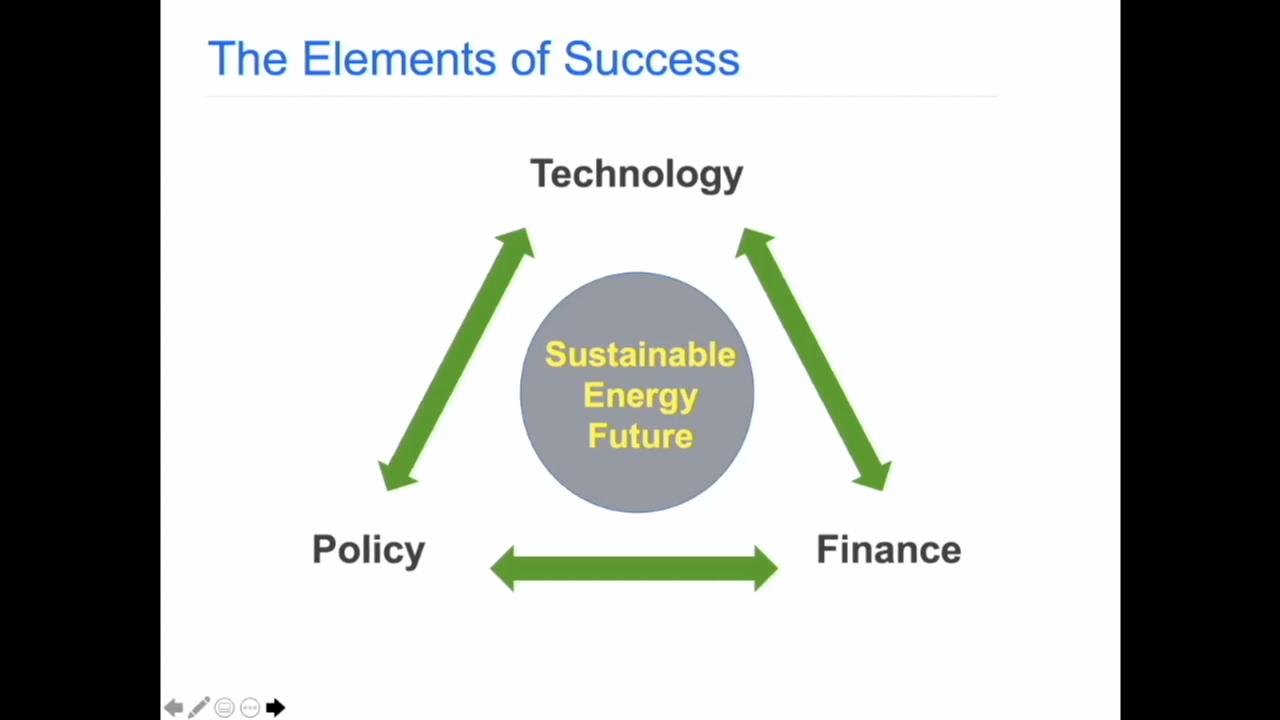 The Elements of Success
Technology
Sustainable
Energy
Future
Policy
Finance